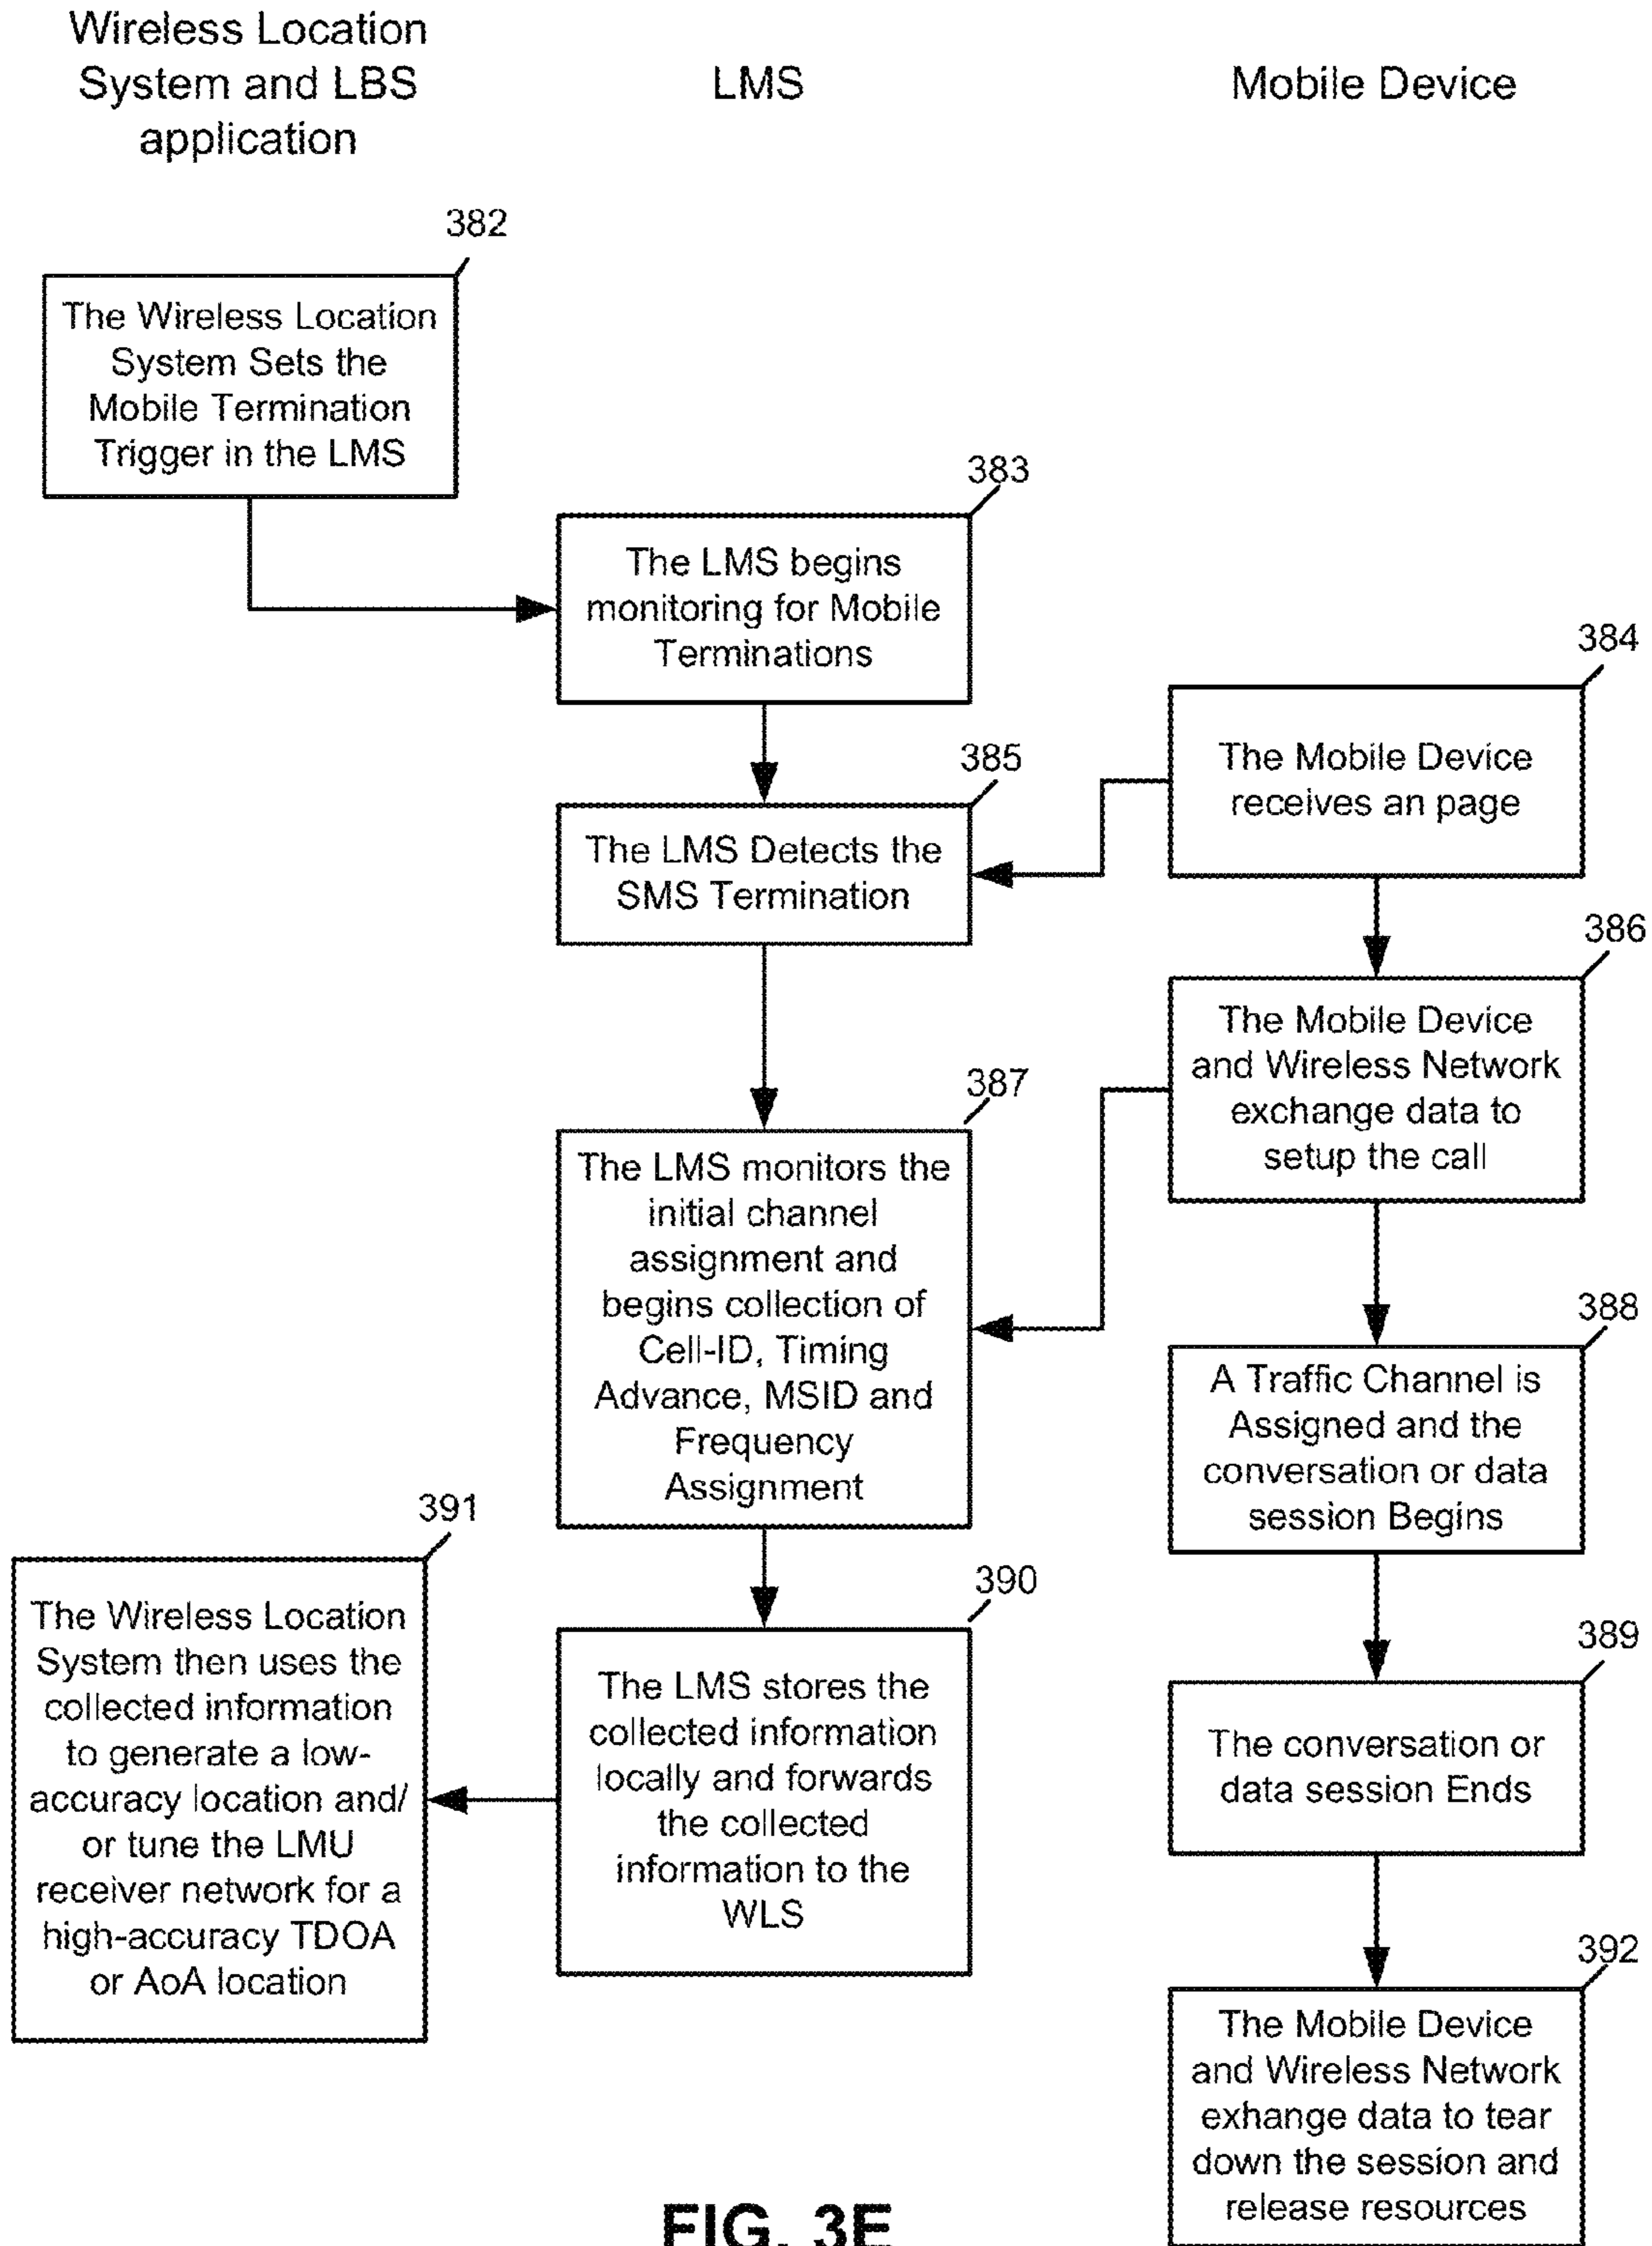 Wireless Location
System and LBS
application
LMS
Mobile Device
382
The Wireless Location
System Sets the
Mobile Termination
Trigger in the LMS
383
The LMS begins
monitoring for Mobile
Terminations
384
The Mobile Device
receives an page
385
The LMS Detects the
SMS Termination
386
The Mobile Device
and Wireless Network
exchange data to
setup the call
387
The LMS monitors the
initial channel
assignment and
begins collection of
Cell-ID, Timing
Advance, MSID and
Frequency
Assignment
388
A Traffic Channel is
Assigned and the
conversation or data
session Begins
389
The conversation or
data session Ends
390
The LMS stores the
collected information
locally and forwards
the collected
information to the
WLS
391
The Wireless Location
System then uses the
collected information
to generate a low-
accuracy location and/
or tune the LMU
receiver network for a
high-accuracy TDOA
or AoA location
392
The Mobile Device
and Wireless Network
exhange data to tear
down the session and
release resources
FIG. 3E